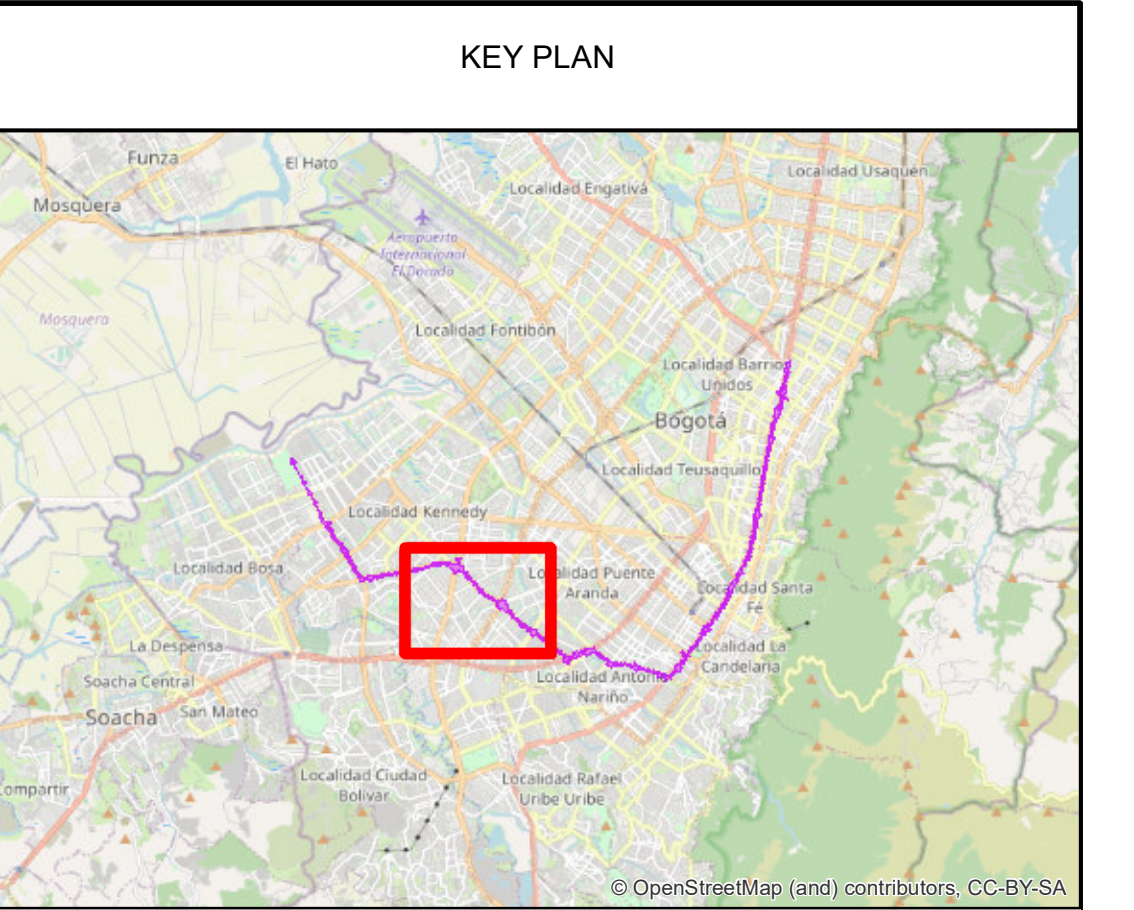 KEY PLAN
Funza
El Hato
Localidad Usaquén
Localidad Engativá
Mosquera
Aeropuerto
Internacional
El Dorado
Mosquera
Localidad Fontibón
Localidad Barrios
Unidos
Bogotá
Localidad Teusaquillo
Localidad Kennedy
Localidad Bosa
Localidad Puente
Aranda
Localidad Santa
Fé
La Despensa
Localidad La
Candelaria
Soacha Central
Localidad Antonio
Nariño
Soacha
San Mateo
Localidad Ciudad
Bolívar
Localidad Rafael
Uribe Uribe
Compartir
© OpenStreetMap (and) contributors, CC-BY-SA